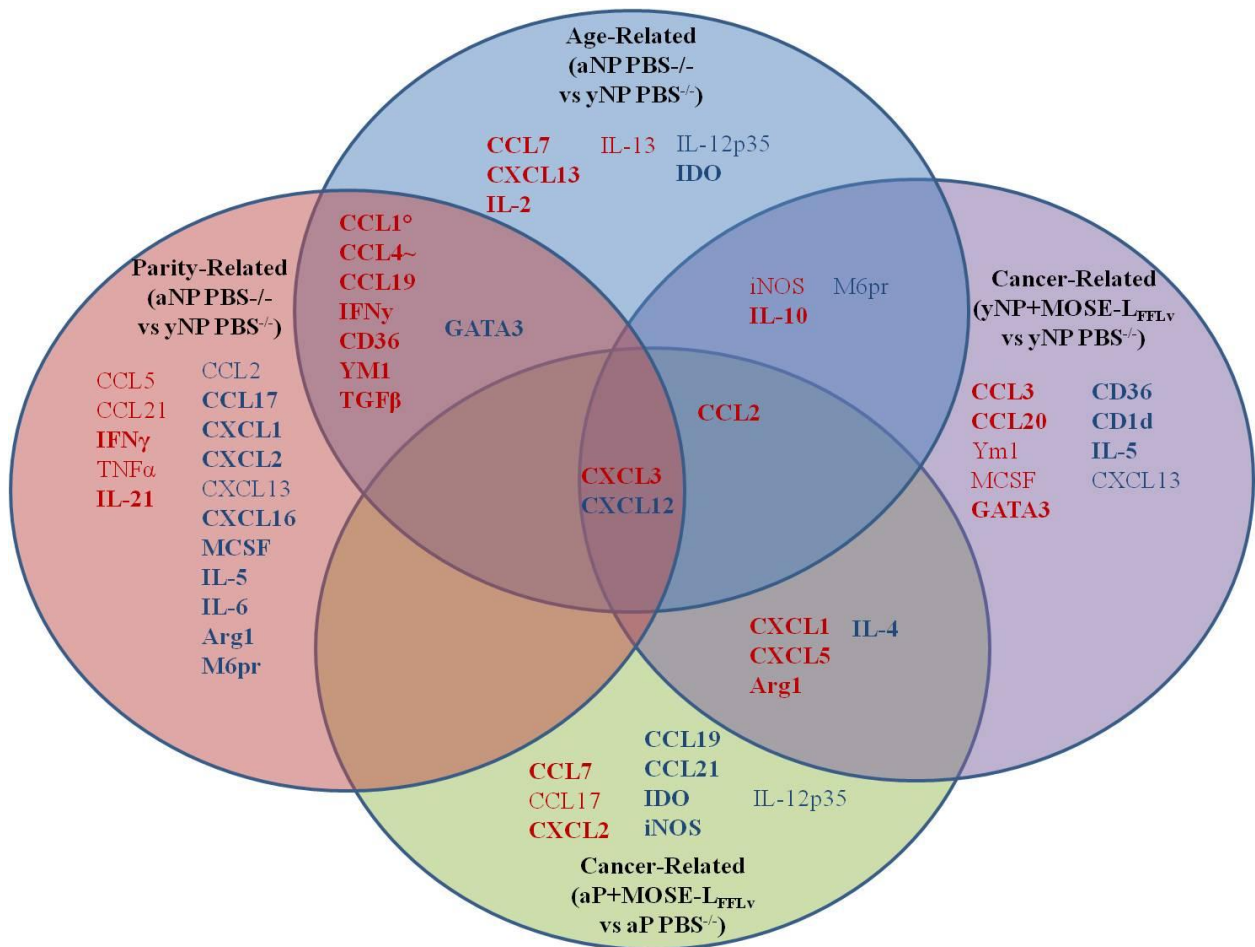 Age-Related
(aNP PBS-/-
vs yNP PBS-/-)
CCL7 IL-13 IL-12p35
CXCL13 IDO
IL-2
CCL1°
CCL4~
CCL19
IFNy
CD36
YM1
TGFβ
GATA3
Parity-Related
(aNP PBS-/-
vs yNP PBS-/-)
CCL5
CCL21
IFNγ
TNFα
IL-21
CCL2
CCL17
CXCL1
CXCL2
CXCL13
CXCL16
MCSF
IL-5
IL-6
Arg1
M6pr
iNOS M6pr
IL-10
Cancer-Related
(yNP+MOSE-LFFLv
vs yNP PBS-/-)
CCL3 CD36
CCL20 CD1d
Ym1 IL-5
MCSF CXCL13
GATA3
CCL2
CXCL3
CXCL12
CXCL1 IL-4
CXCL5
Arg1
CCL7
CCL17
CXCL2
CCL19
CCL21
IDO
iNOS
IL-12p35
Cancer-Related
(aP+MOSE-LFFLv
vs aP PBS-/-)